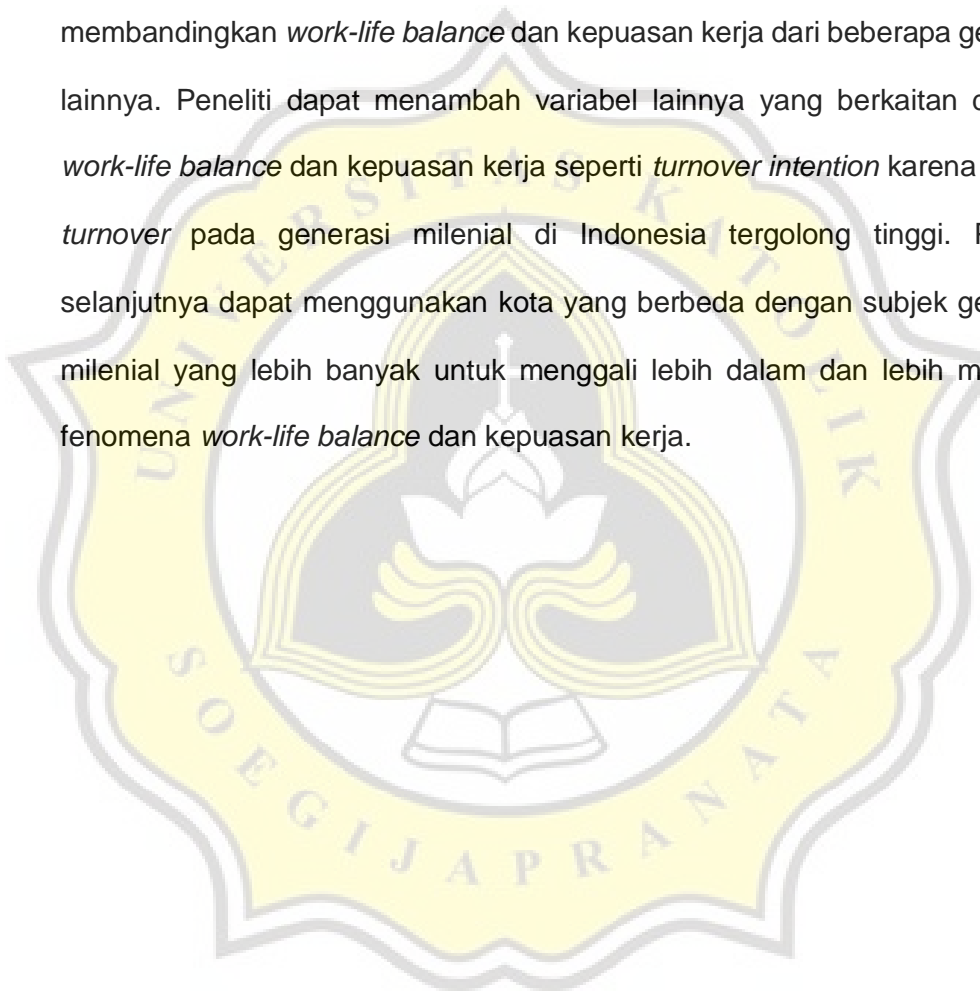 membandingkan work-life balance dan kepuasan kerja dari beberapa
lainnya. Peneliti dapat menambah variabel lainnya yang berkaitan
work-life balance dan kepuasan kerja seperti turnover intention karena
turnover pada generasi milenial di Indonesia tergolong tinggi.
selanjutnya dapat menggunakan kota yang berbeda dengan subjek
milenial yang lebih banyak untuk menggali lebih dalam dan lebih
fenomena work-life balance dan kepuasan kerja.
UNIVERSITAS KATOLIK
SOEGIJAPRANATA